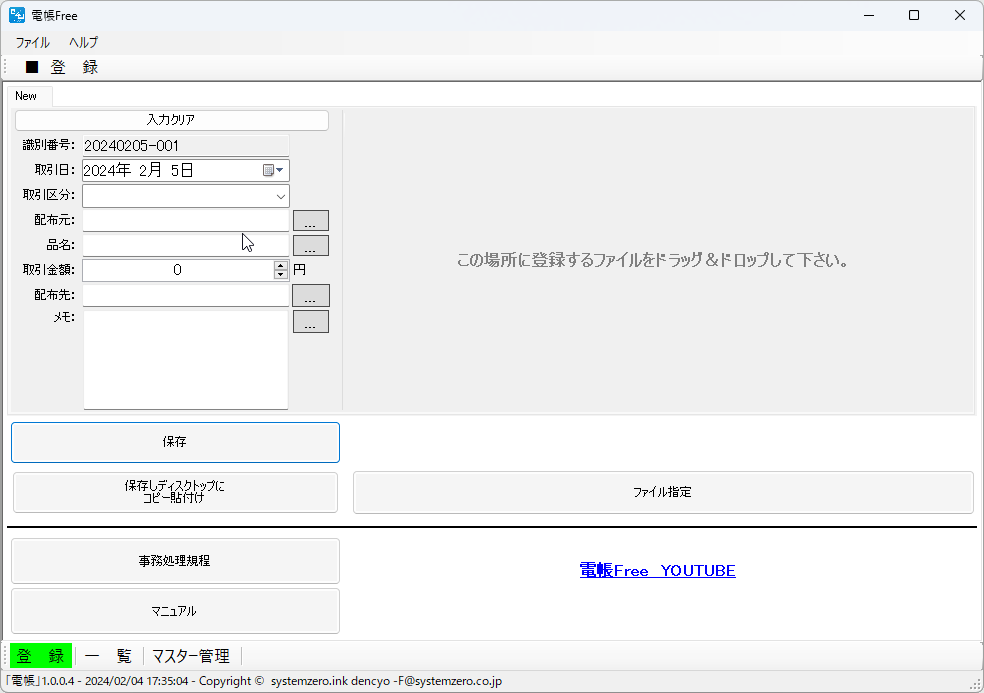 電帳Free
ファイル ヘルプ
■ 登 録
New
入力クリア
識別番号: 20240205-001
取引日: 2024年 2月 5日
取引区分:
配布元: ...
品名: ...
取引金額: 0 円
配布先: ...
メモ: ...
この場所に登録するファイルをドラッグ&ドロップして下さい。
保存
保存しディスクトップに
コピー貼付け
ファイル指定
事務処理規程
電帳Free YOUTUBE
マニュアル
登 録 一 覧 マスター管理
「電帳」1.0.0.4 - 2024/02/04 17:35:04 - Copyright © systemzero.ink dencyo -F@systemzero.co.jp